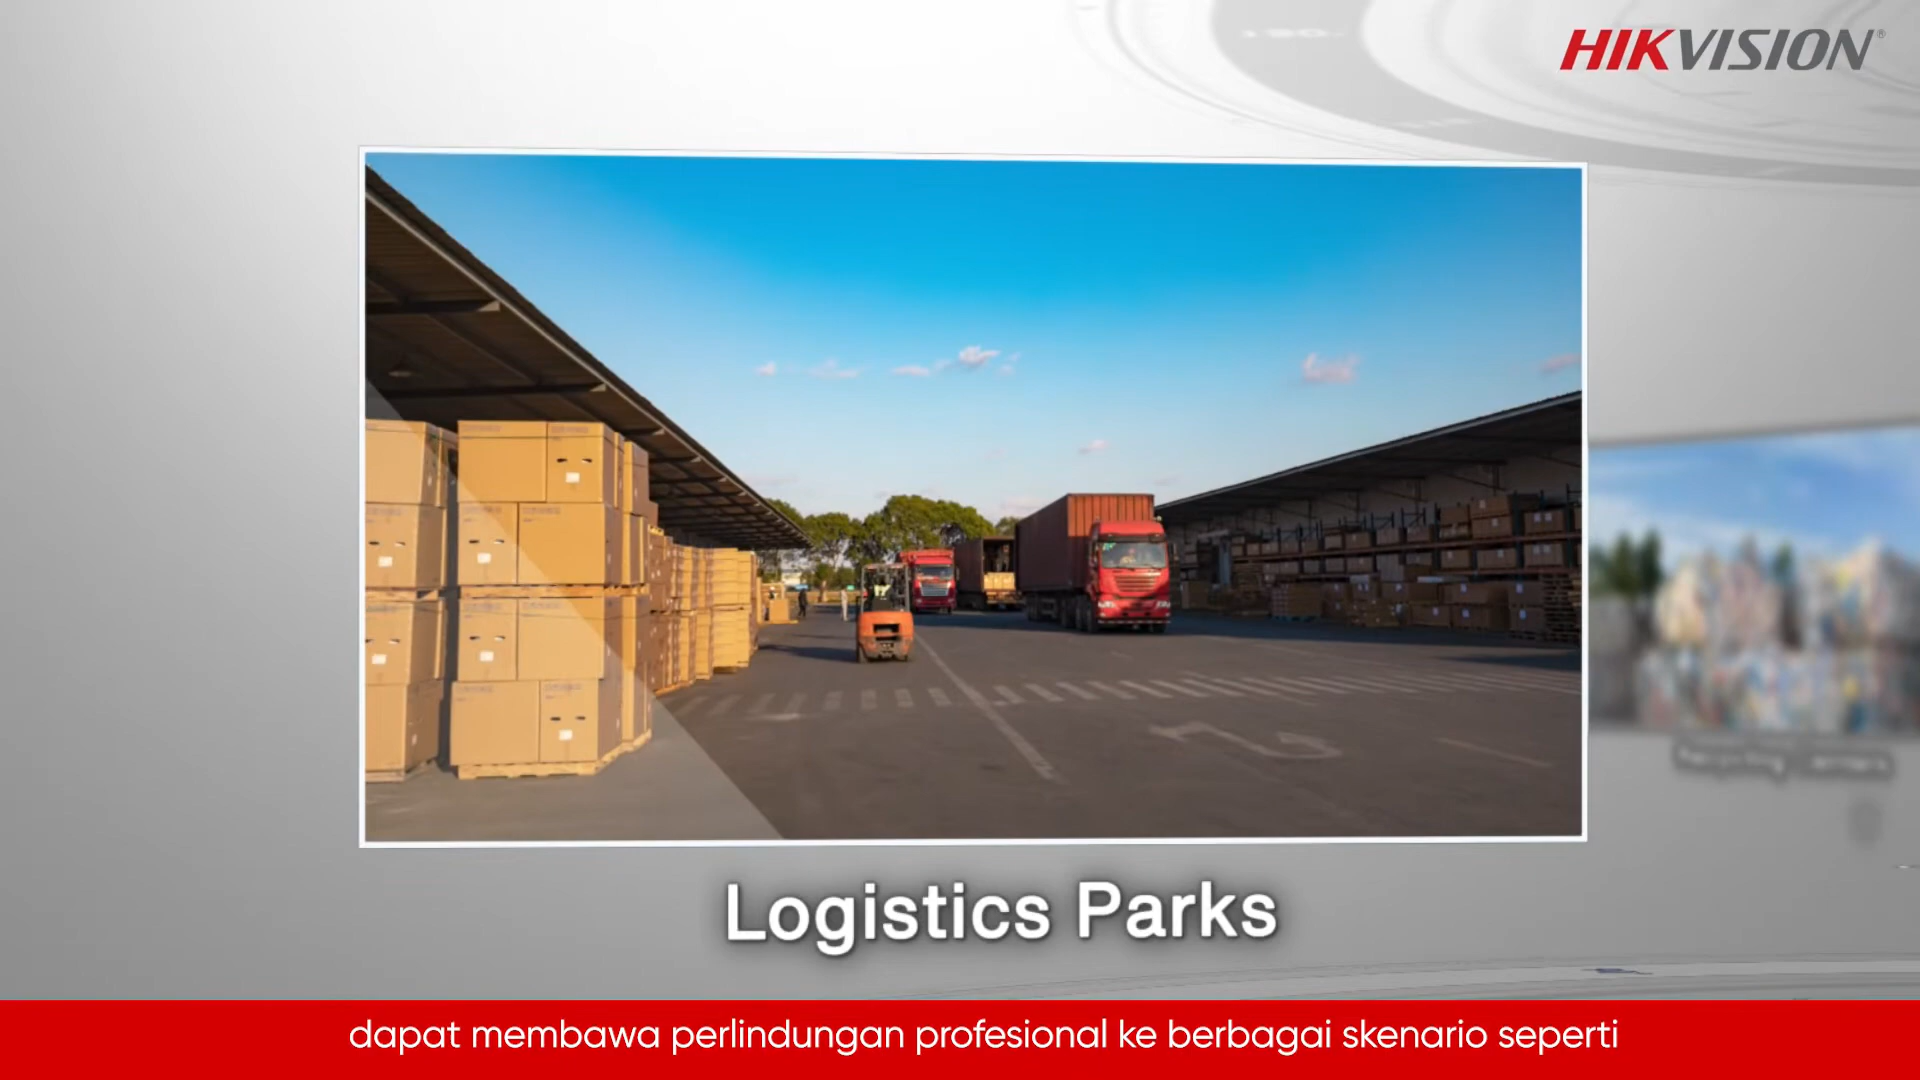 HIKVISION®
Logistics Parks
dapat membawa perlindungan profesional ke berbagai skenario seperti